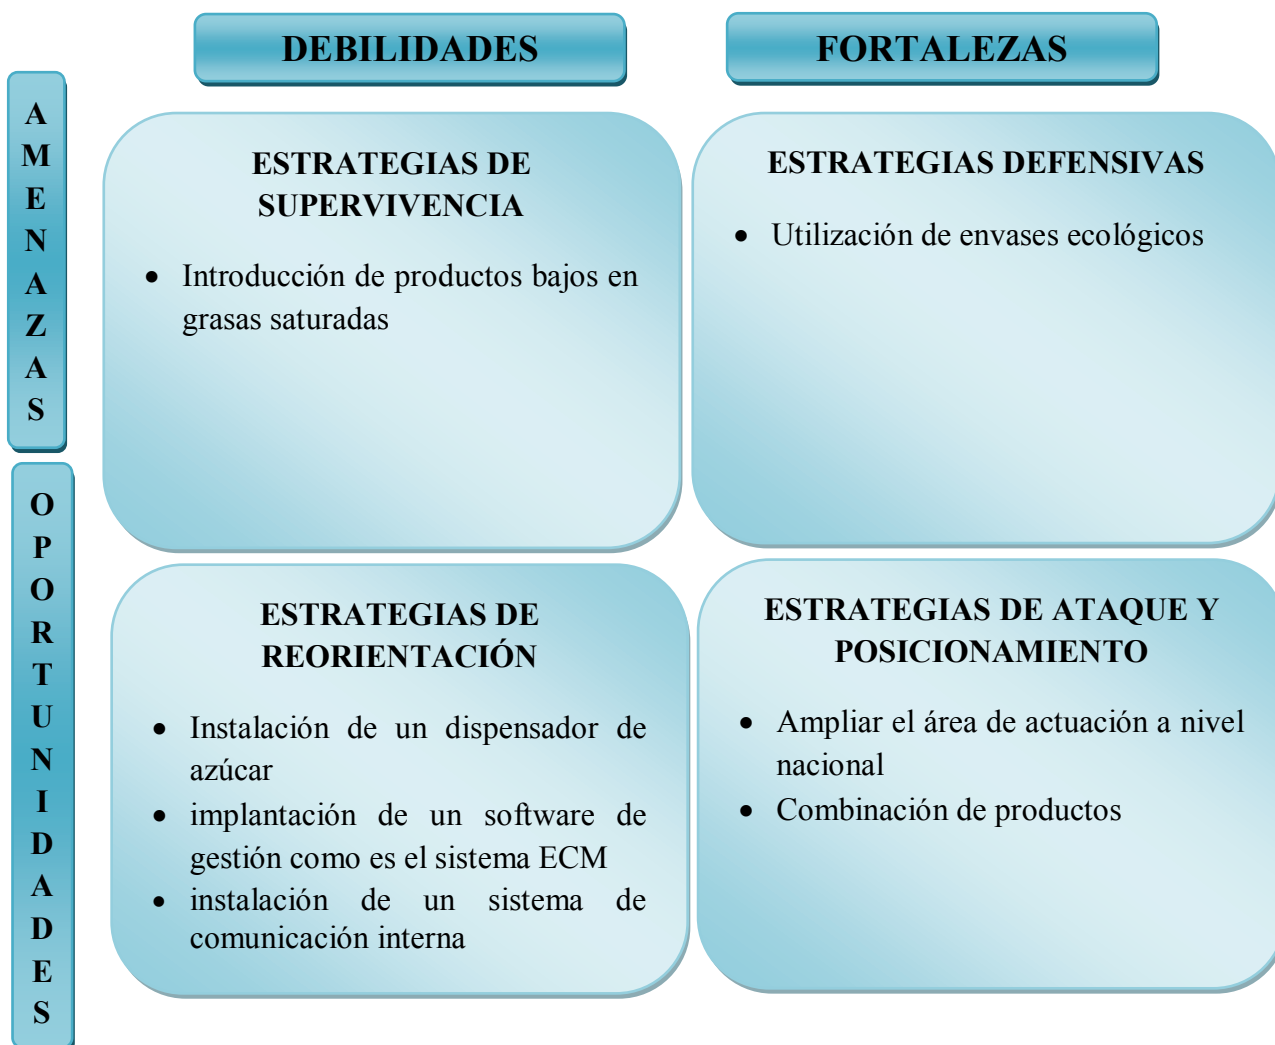 DEBILIDADES
FORTALEZAS
AMENAZAS
ESTRATEGIAS DE
SUPERVIVENCIA
• Introducción de productos bajos en
grasas saturadas
ESTRATEGIAS DEFENSIVAS
• Utilización de envases ecológicos
OPORTUNIDADES
ESTRATEGIAS DE
REORIENTACIÓN
• Instalación de un dispensador de
azúcar
• implantación de un software de
gestión como es el sistema ECM
• instalación de un sistema de
comunicación interna
ESTRATEGIAS DE ATAQUE Y
POSICIONAMIENTO
• Ampliar el área de actuación a nivel
nacional
• Combinación de productos